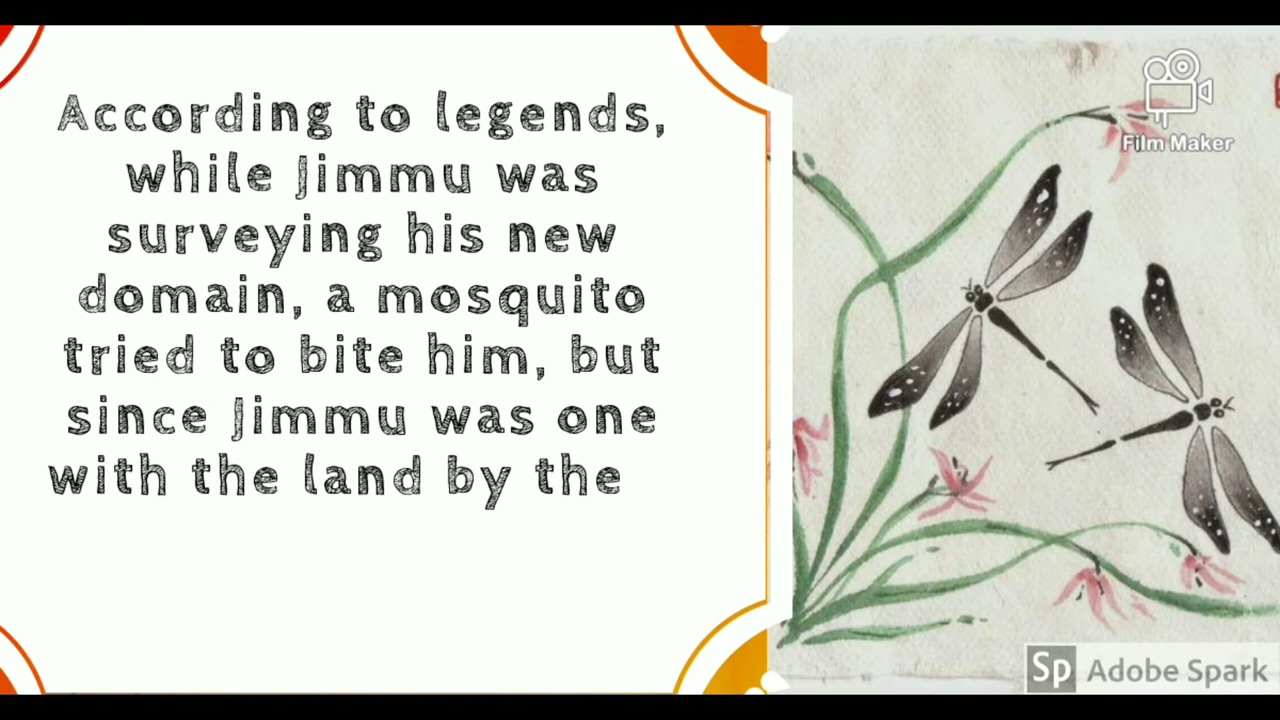 According to legends,
while Jimmu was
surveying his new
domain, a mosquito
tried to bite him, but
since Jimmu was one
with the land by the
Film Maker
Sp Adobe Spark